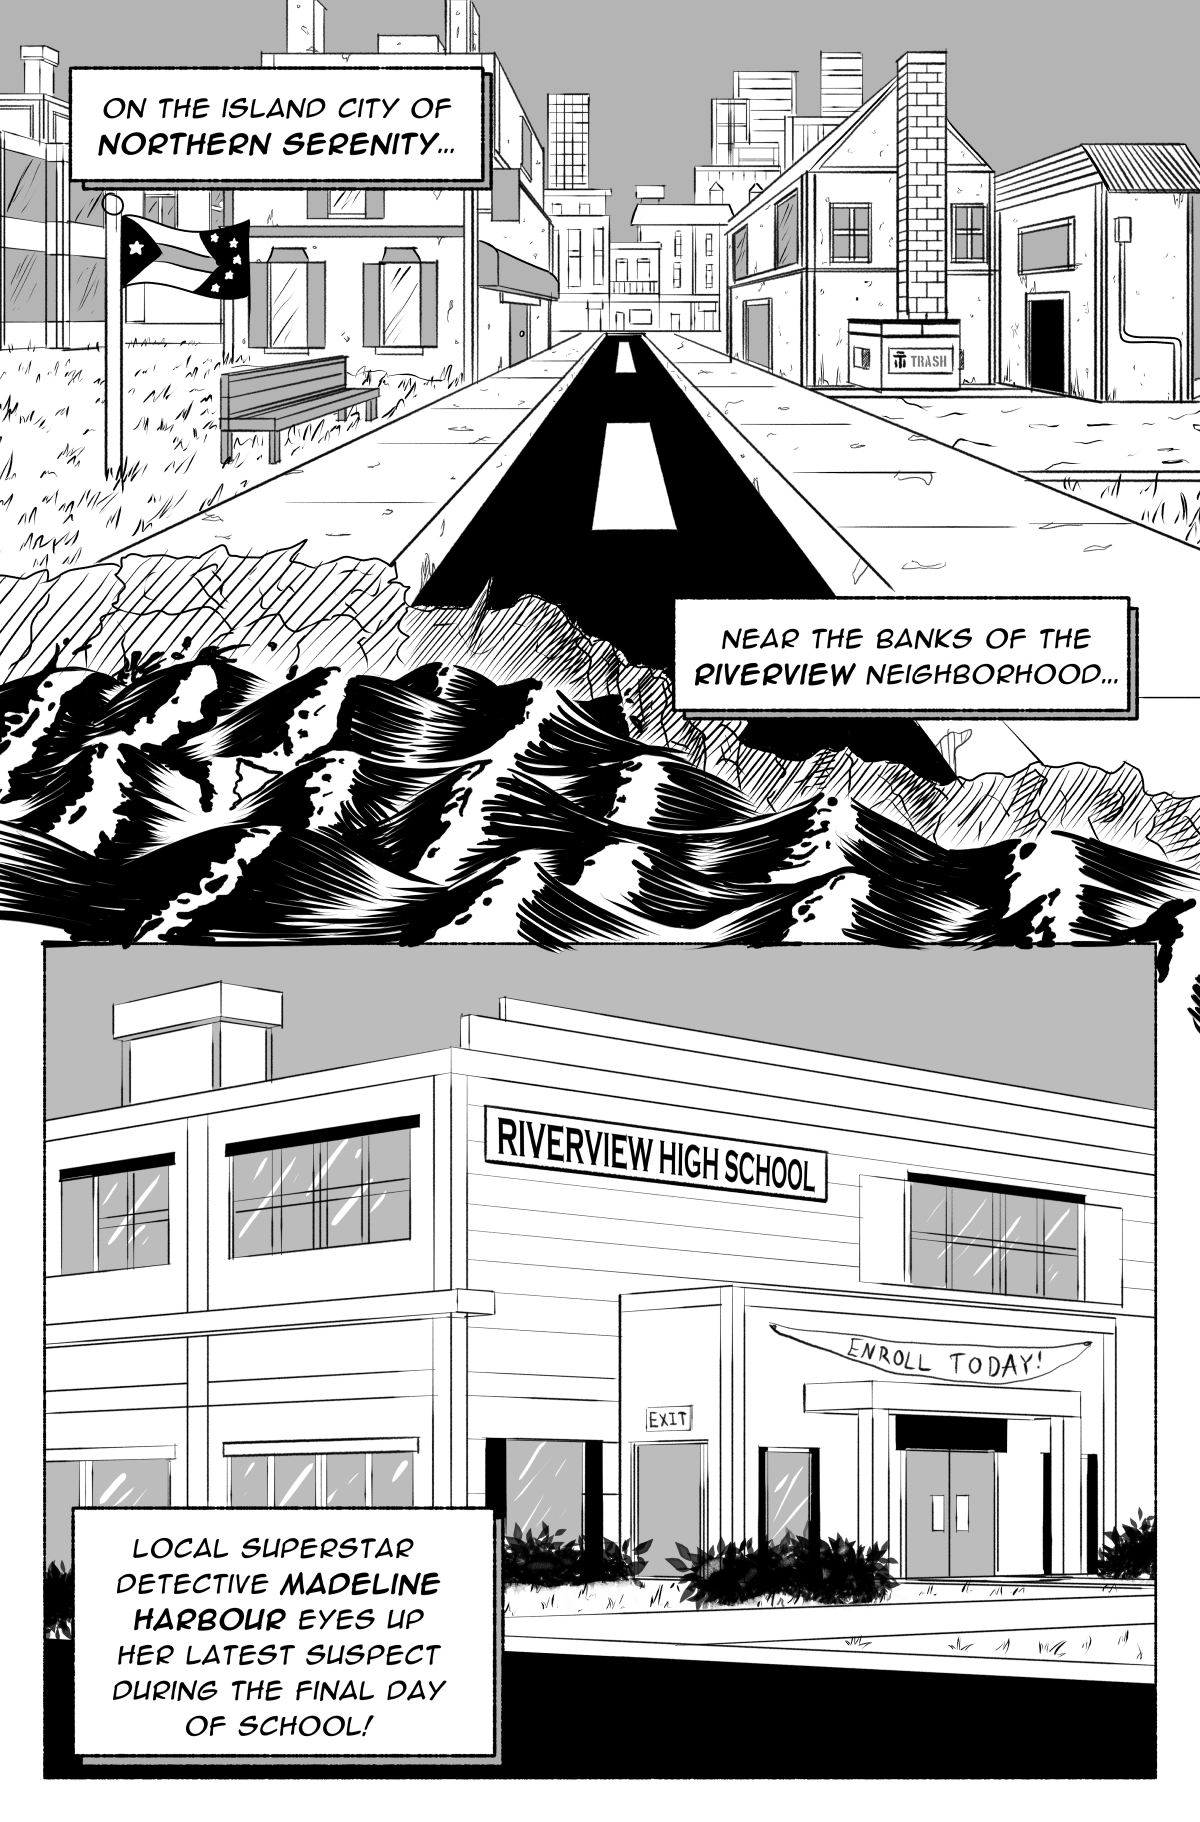 ON THE ISLAND CITY OF
NORTHERN SERENITY...
TRASH
NEAR THE BANKS OF THE
RIVERVIEW NEIGHBORHOOD...
RIVERVIEW HIGH SCHOOL
ENROLL TODAY!
EXIT
LOCAL SUPERSTAR
DETECTIVE MADELINE
HARBOUR EYES UP
HER LATEST SUSPECT
DURING THE FINAL DAY
OF SCHOOL!